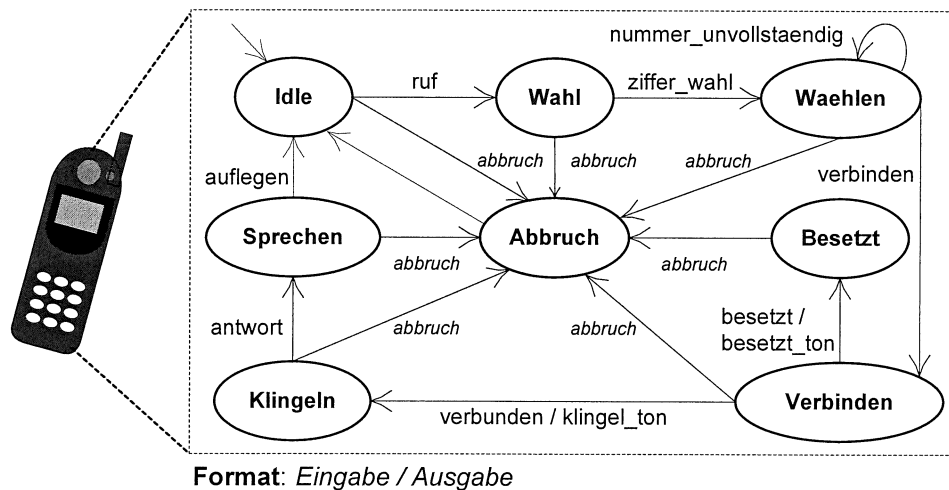 nummer_unvollstaendig
ruf
ziffer_wahl
Idle
Wahl
Waehlen
abbruch
abbruch
abbruch
auflegen
verbinden
Sprechen
Abbruch
Besetzt
abbruch
abbruch
antwort
abbruch
abbruch
besetzt /
besetzt_ton
Klingeln
verbunden / klingel_ton
Verbinden
Format: Eingabe / Ausgabe